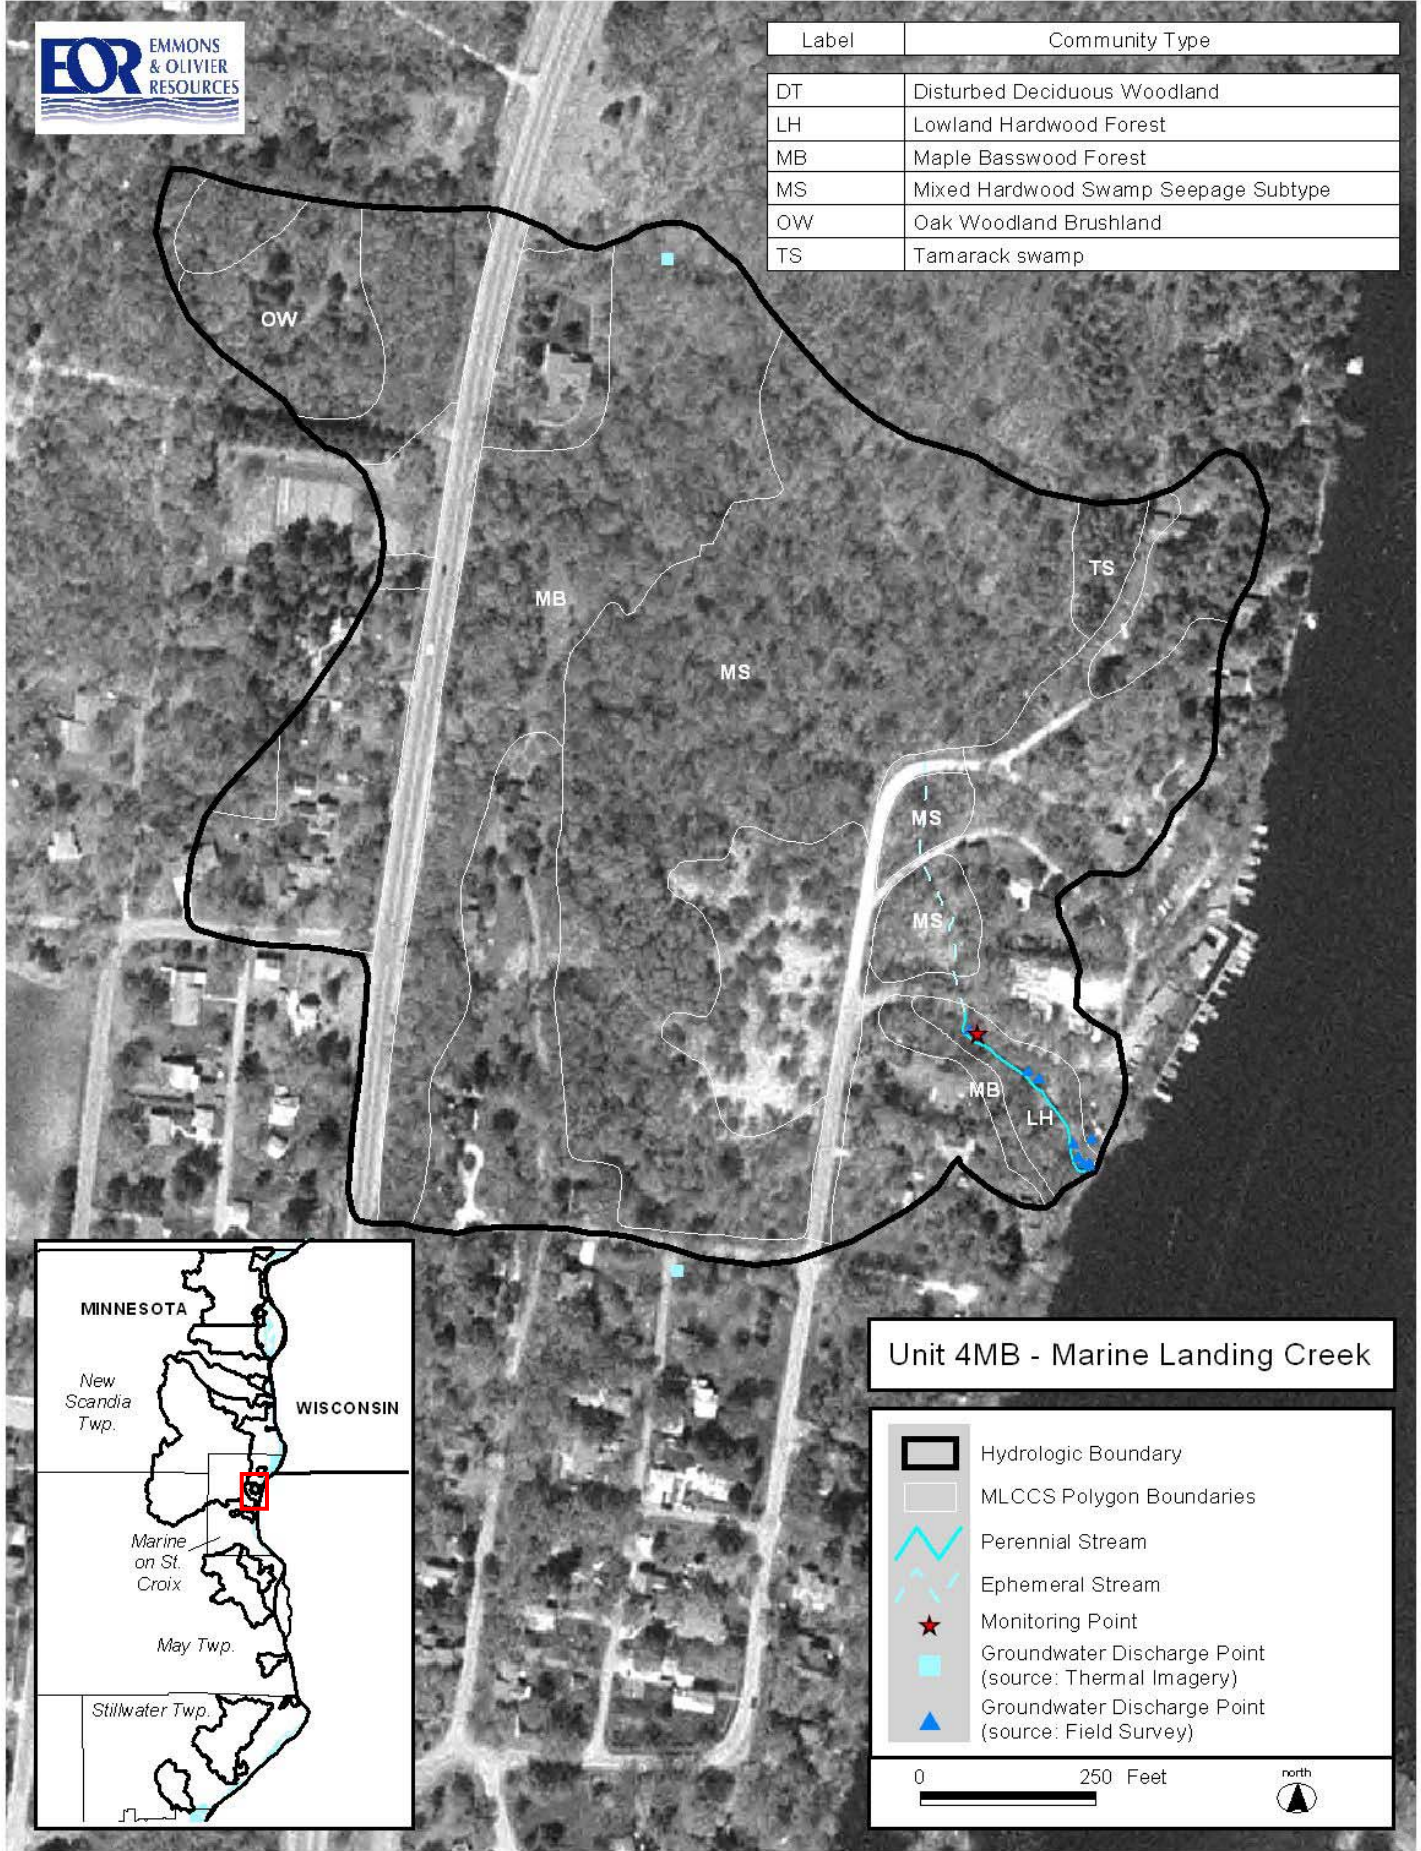 EOR
EMMONS
& OLIVIER
RESOURCES
Label Community Type
DT Disturbed Deciduous Woodland
LH Lowland Hardwood Forest
MB Maple Basswood Forest
MS Mixed Hardwood Swamp Seepage Subtype
OW Oak Woodland Brushland
TS Tamarack swamp
OW
TS
MB
MS
MS
MS
MB
LH
MINNESOTA
New
Scandia
Twp.
WISCONSIN
Marine
on St.
Croix
May Twp.
Stillwater Twp.
Unit 4MB - Marine Landing Creek
Hydrologic Boundary
MLCCS Polygon Boundaries
Perennial Stream
Ephemeral Stream
Monitoring Point
Groundwater Discharge Point
(source: Thermal Imagery)
Groundwater Discharge Point
(source: Field Survey)
0 250 Feet
north